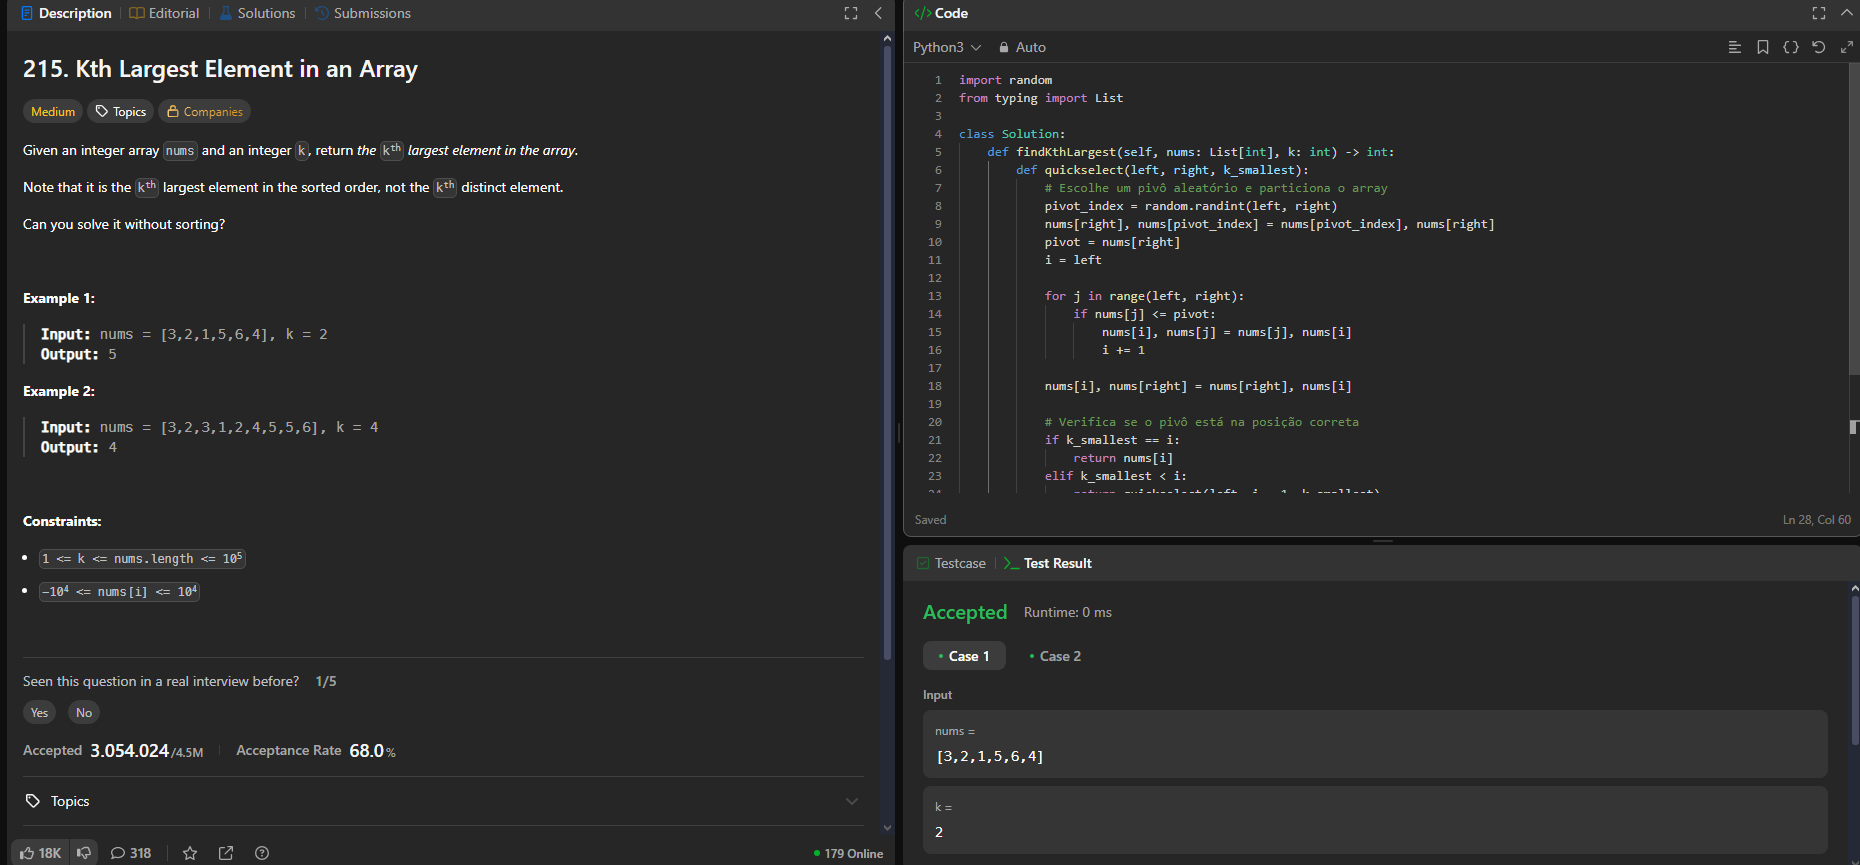 Description
Editorial
Solutions
Submissions
215. Kth Largest Element in an Array
Medium
Topics
Companies
Given an integer array nums and an integer k, return the kth largest element in the array.
Note that it is the kth largest element in the sorted order, not the kth distinct element.
Can you solve it without sorting?
Example 1:
Input: nums = [3,2,1,5,6,4], k = 2
Output: 5
Example 2:
Input: nums = [3,2,3,1,2,4,5,5,6], k = 4
Output: 4
Constraints:
1 <= k <= nums.length <= 10⁵
-10⁴ <= nums[i] <= 10⁴
Seen this question in a real interview before? 1/5
Yes
No
Accepted 3.054.024/4.5M
Acceptance Rate 68.0%
Topics
18K
318
179 Online
</> Code
Python3
Auto
1 import random
2 from typing import List
3
4 class Solution:
5 def findKthLargest(self, nums: List[int], k: int) -> int:
6 def quickselect(left, right, k_smallest):
7 # Escolhe um pivô aleatório e particiona o array
8 pivot_index = random.randint(left, right)
9 nums[right], nums[pivot_index] = nums[pivot_index], nums[right]
10 pivot = nums[right]
11 i = left
12
13 for j in range(left, right):
14 if nums[j] <= pivot:
15 nums[i], nums[j] = nums[j], nums[i]
16 i += 1
17
18 nums[i], nums[right] = nums[right], nums[i]
19
20 # Verifica se o pivô está na posição correta
21 if k_smallest == i:
22 return nums[i]
23 elif k_smallest < i:
Saved
Ln 28, Col 60
Testcase
Test Result
Accepted
Runtime: 0 ms
Case 1
Case 2
Input
nums =
[3,2,1,5,6,4]
k =
2